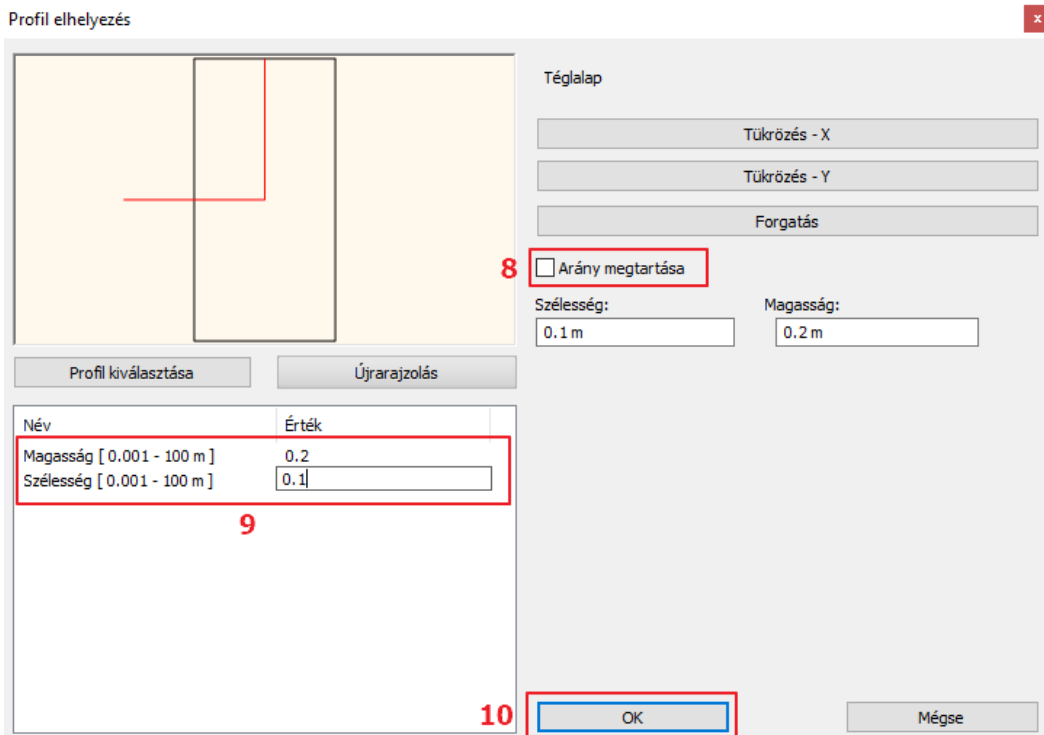 Profil elhelyezés
x
Téglalap
Tükrözés - X
Tükrözés - Y
Forgatás
8
Arány megtartása
Szélesség:
Magasság:
0.1 m
0.2 m
Profil kiválasztása
Újrarajzolás
Név
Érték
Magasság [ 0.001 - 100 m ]
0.2
Szélesség [ 0.001 - 100 m ]
0.1
9
10
OK
Mégse